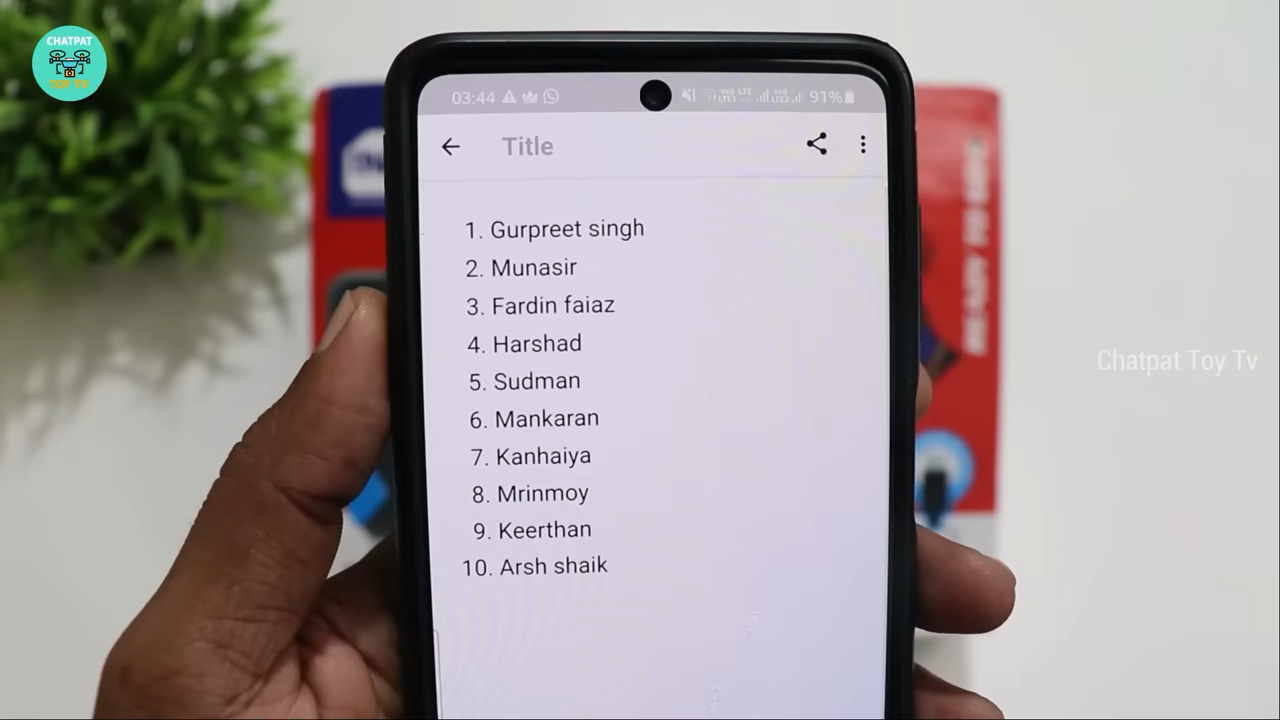 CHATPAT
TOY TV
03:44 91%
Title
1. Gurpreet singh
2. Munasir
3. Fardin faiaz
4. Harshad
5. Sudman
6. Mankaran
7. Kanhaiya
8. Mrinmoy
9. Keerthan
10. Arsh shaik
Chatpat Toy Tv